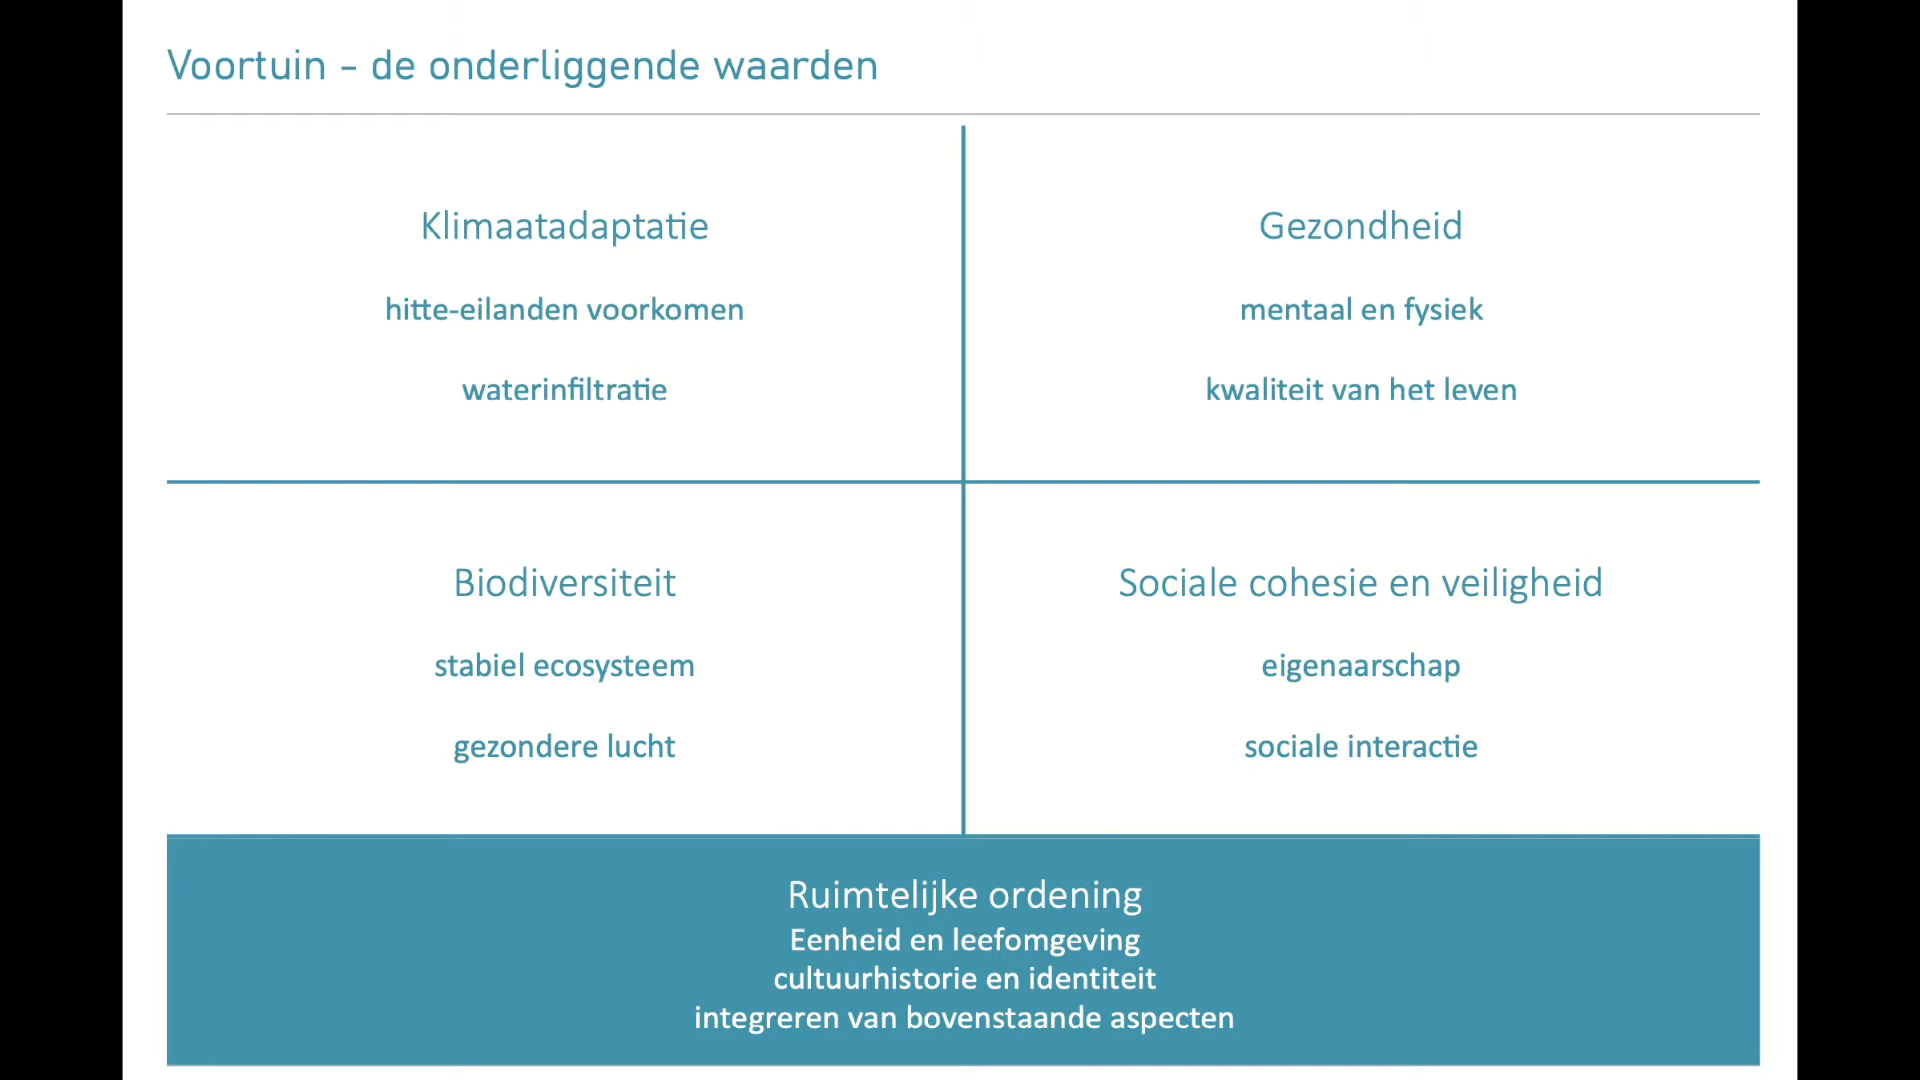 Voortuin – de onderliggende waarden
Klimaatadaptatie
hitte-eilanden voorkomen
waterinfiltratie
Gezondheid
mentaal en fysiek
kwaliteit van het leven
Biodiversiteit
stabiel ecosysteem
gezondere lucht
Sociale cohesie en veiligheid
eigenaarschap
sociale interactie
Ruimtelijke ordening
Eenheid en leefomgeving
cultuurhistorie en identiteit
integreren van bovenstaande aspecten